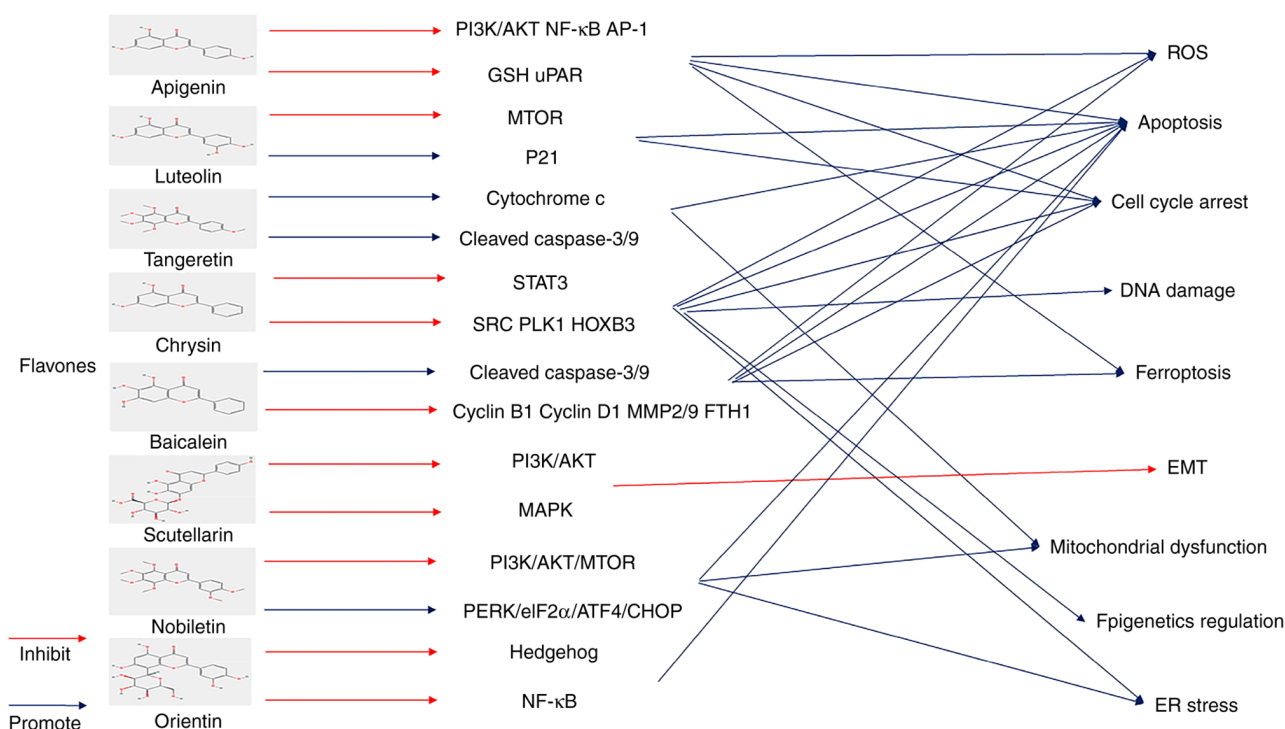 PI3K/AKT NF-κB AP-1
ROS
GSH uPAR
Apigenin
MTOR
Apoptosis
P21
Luteolin
Cytochrome c
Cell cycle arrest
Cleaved caspase-3/9
Tangeretin
STAT3
DNA damage
SRC PLK1 HOXB3
Chrysin
Flavones
Cleaved caspase-3/9
Ferroptosis
Cyclin B1 Cyclin D1 MMP2/9 FTH1
Baicalein
PI3K/AKT
EMT
MAPK
Scutellarin
Mitochondrial dysfunction
PI3K/AKT/MTOR
PERK/eIF2α/ATF4/CHOP
Fpigenetics regulation
Nobiletin
Inhibit
Hedgehog
NF-κB
ER stress
Orientin
Promote